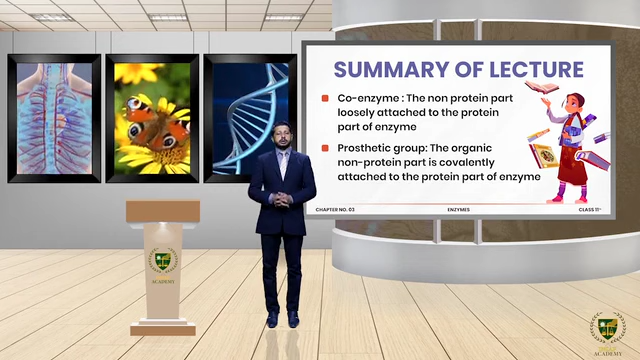 SUMMARY OF LECTURE
Co-enzyme : The non protein part
loosely attached to the protein
part of enzyme
Prosthetic group: The organic
non-protein part is covalently
attached to the protein part of enzyme
CHAPTER NO. 03
ENZYMES
CLASS 11
ACADEMY
ACADEMY